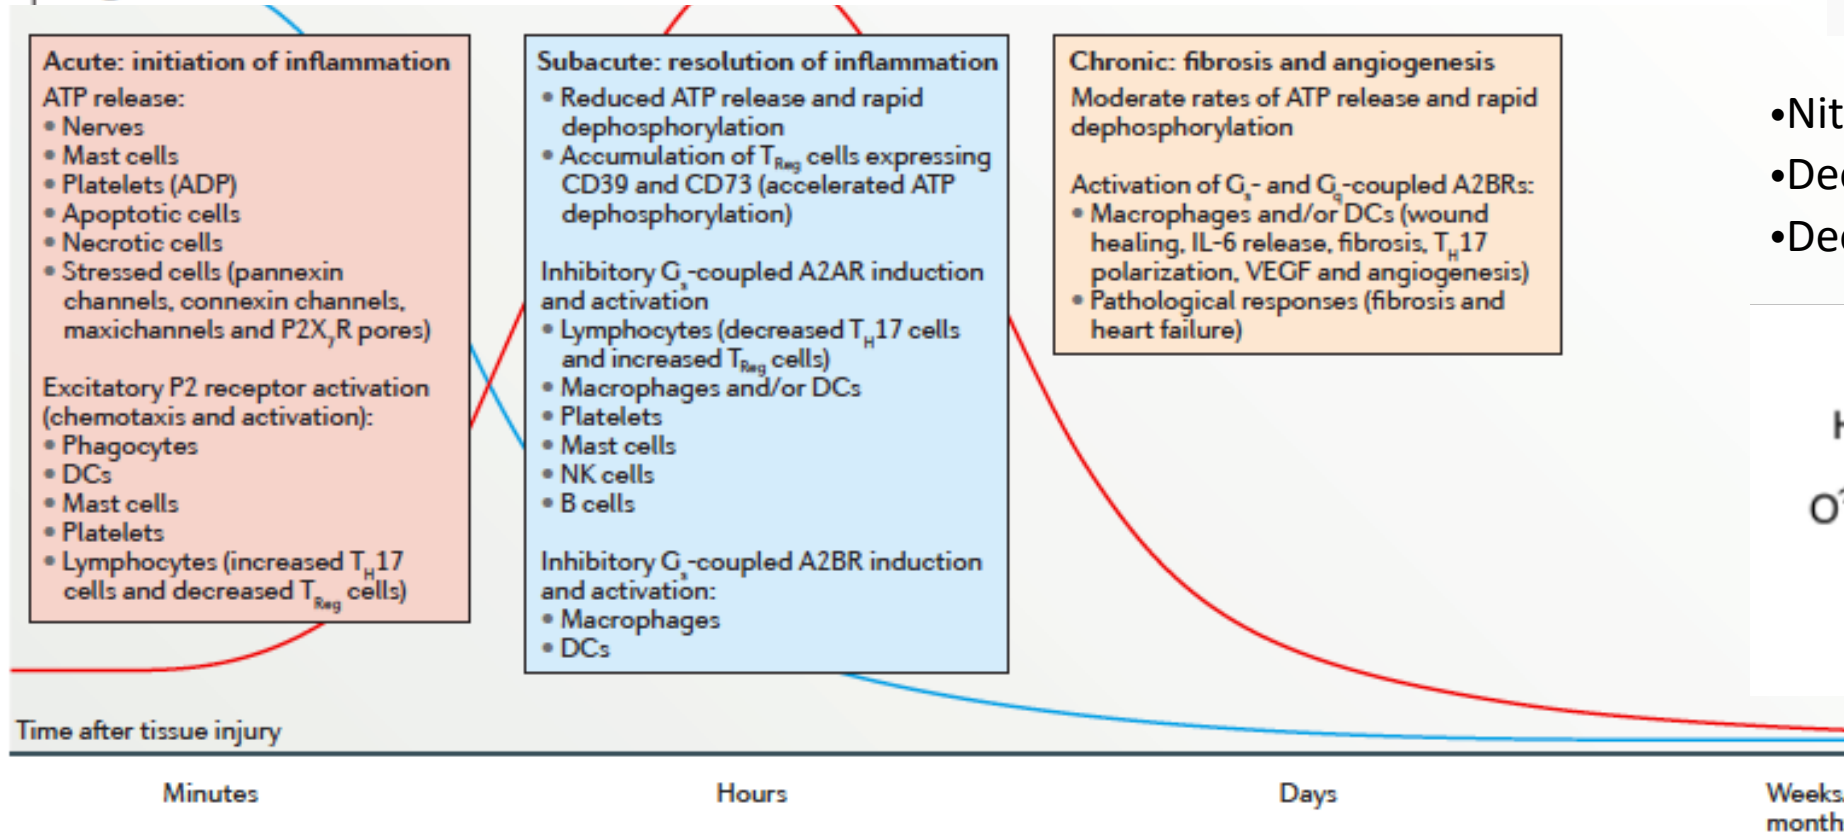 Acute: initiation of inflammation
ATP release:
• Nerves
• Mast cells
• Platelets (ADP)
• Apoptotic cells
• Necrotic cells
• Stressed cells (pannexin
channels, connexin channels,
maxichannels and P2X₇R pores)
Excitatory P2 receptor activation
(chemotaxis and activation):
• Phagocytes
• DCs
• Mast cells
• Platelets
• Lymphocytes (increased TH17
cells and decreased TReg cells)
Subacute: resolution of inflammation
• Reduced ATP release and rapid
dephosphorylation
• Accumulation of TReg cells expressing
CD39 and CD73 (accelerated ATP
dephosphorylation)
Inhibitory Gs-coupled A2AR induction
and activation
• Lymphocytes (decreased TH17 cells
and increased TReg cells)
• Macrophages and/or DCs
• Platelets
• Mast cells
• NK cells
• B cells
Inhibitory Gs-coupled A2BR induction
and activation:
• Macrophages
• DCs
Chronic: fibrosis and angiogenesis
Moderate rates of ATP release and rapid
dephosphorylation
Activation of Gs- and Gq-coupled A2BRs:
• Macrophages and/or DCs (wound
healing, IL-6 release, fibrosis, TH17
polarization, VEGF and angiogenesis)
• Pathological responses (fibrosis and
heart failure)
•Nit
•Dec
•Dec
Time after tissue injury
Minutes
Hours
Days
Weeks
month